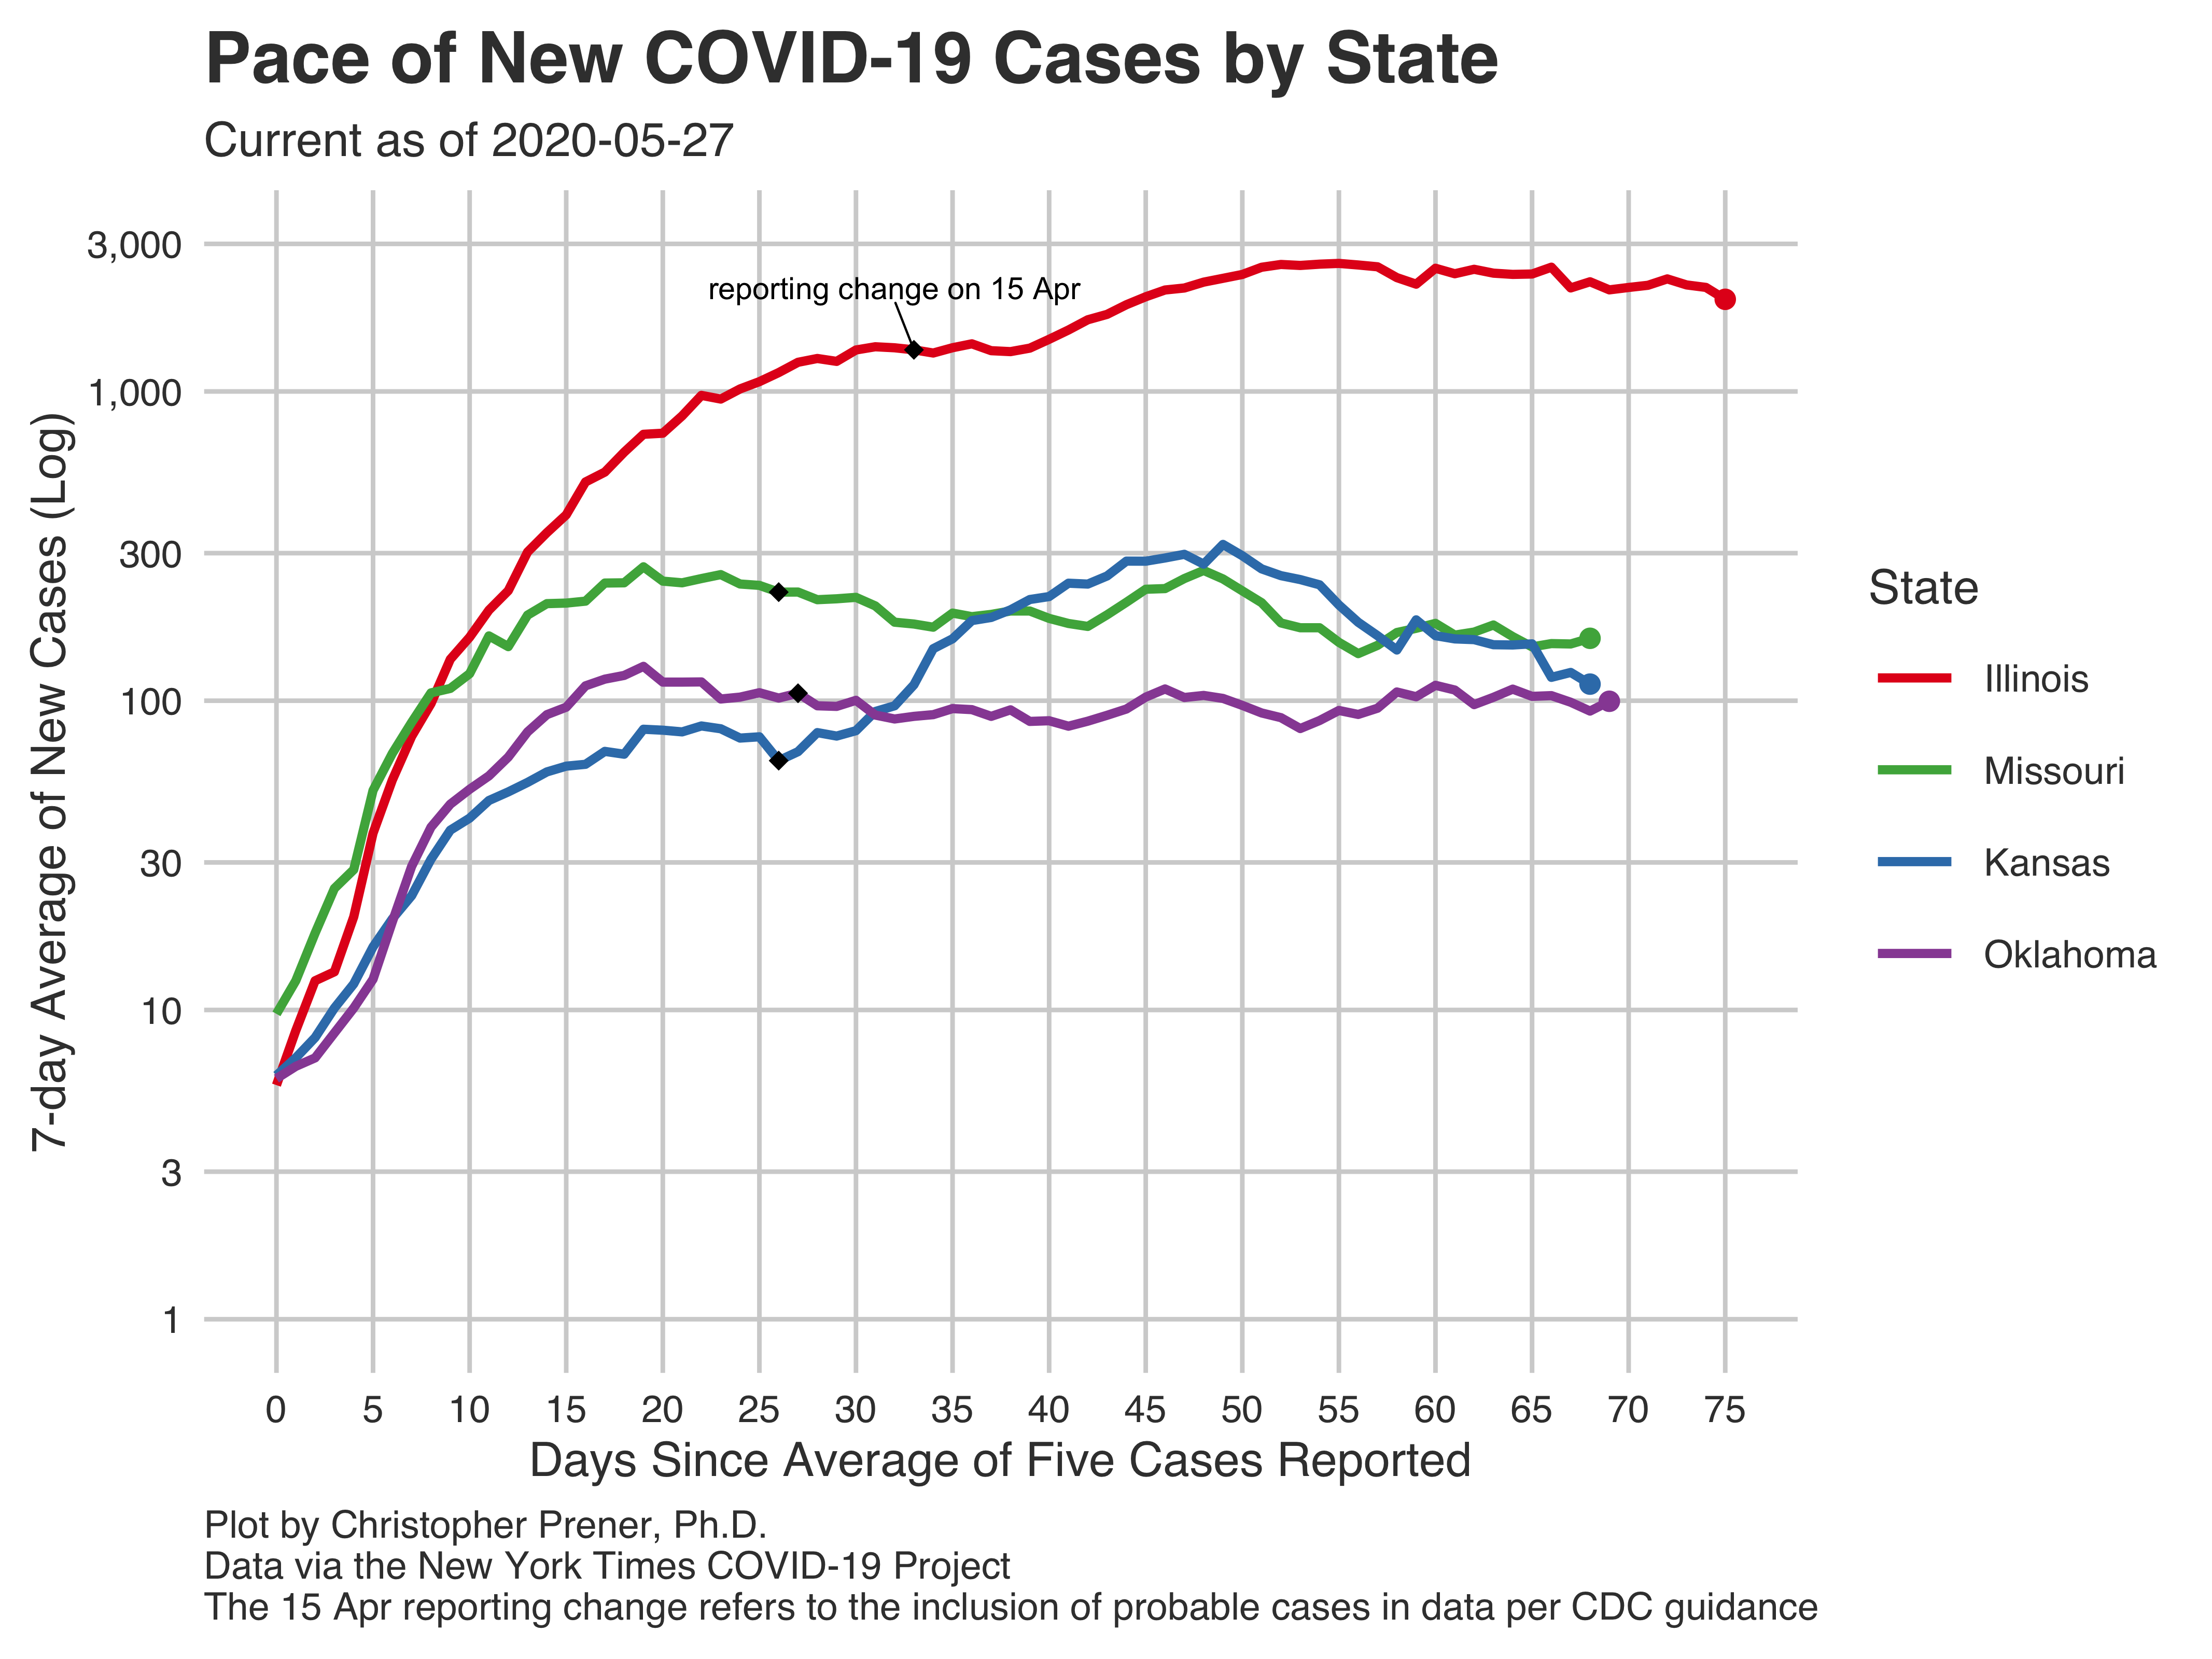 Pace of New COVID-19 Cases by State
Current as of 2020-05-27
7-day Average of New Cases (Log)
3,000
1,000
300
100
30
10
3
1
reporting change on 15 Apr
State
Illinois
Missouri
Kansas
Oklahoma
0 5 10 15 20 25 30 35 40 45 50 55 60 65 70 75
Days Since Average of Five Cases Reported
Plot by Christopher Prener, Ph.D.
Data via the New York Times COVID-19 Project
The 15 Apr reporting change refers to the inclusion of probable cases in data per CDC guidance